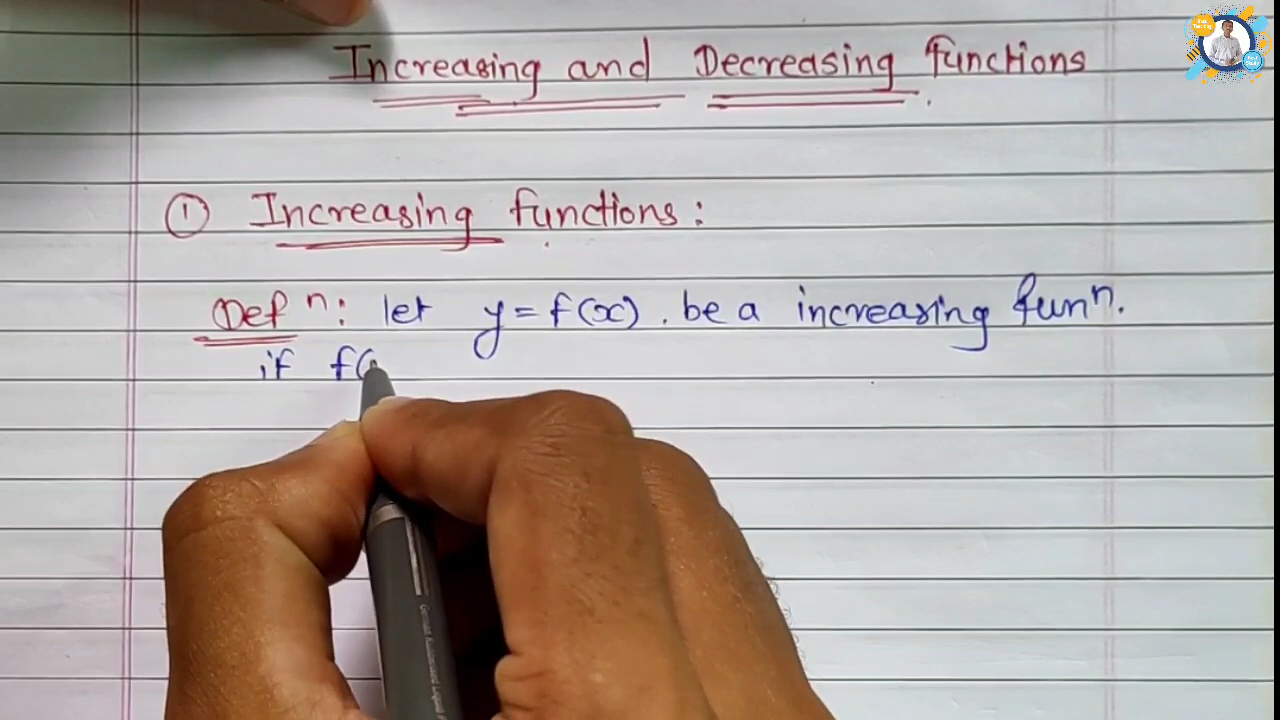 Increasing and Decreasing functions
① Increasing functions:
Defⁿ: let y=f(x). be a increasing funⁿ.
if f(